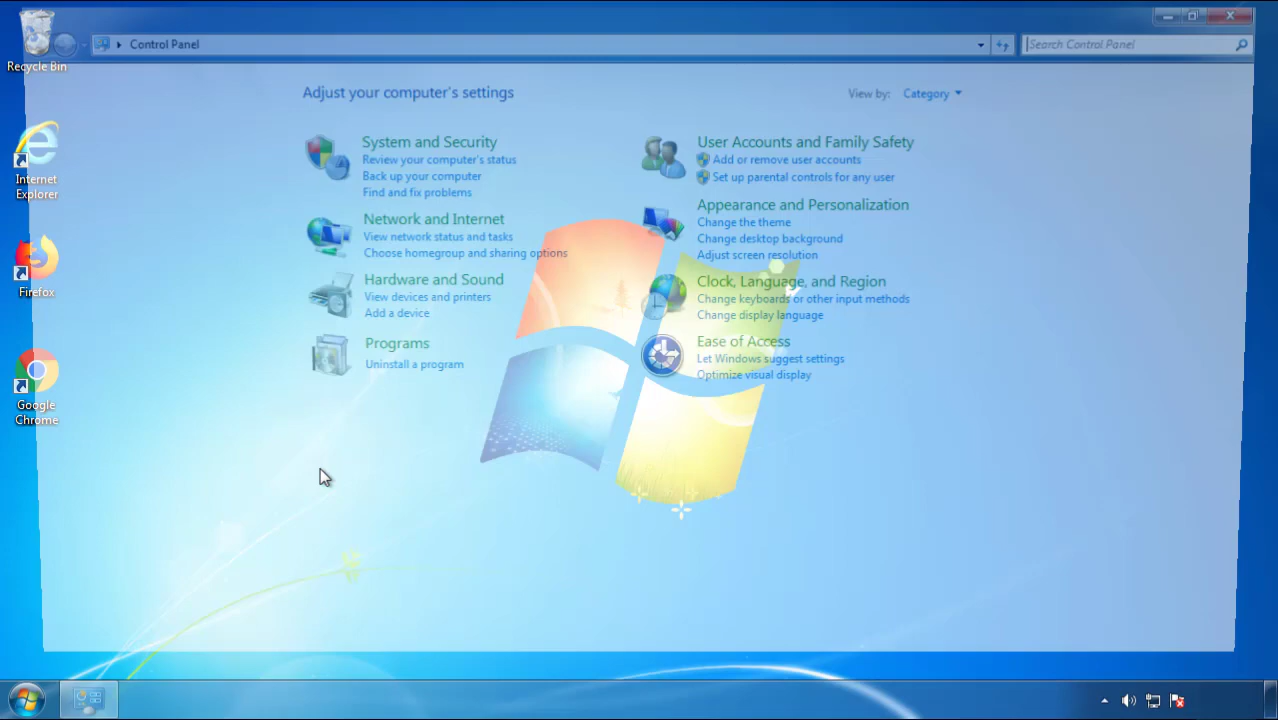 Recycle Bin
Internet
Explorer
Firefox
Google
Chrome
Control Panel
Search Control Panel
Adjust your computer's settings
View by: Category
System and Security
Review your computer's status
Back up your computer
Find and fix problems
Network and Internet
View network status and tasks
Choose homegroup and sharing options
Hardware and Sound
View devices and printers
Add a device
Programs
Uninstall a program
User Accounts and Family Safety
Add or remove user accounts
Set up parental controls for any user
Appearance and Personalization
Change the theme
Change desktop background
Adjust screen resolution
Clock, Language, and Region
Change keyboards or other input methods
Change display language
Ease of Access
Let Windows suggest settings
Optimize visual display